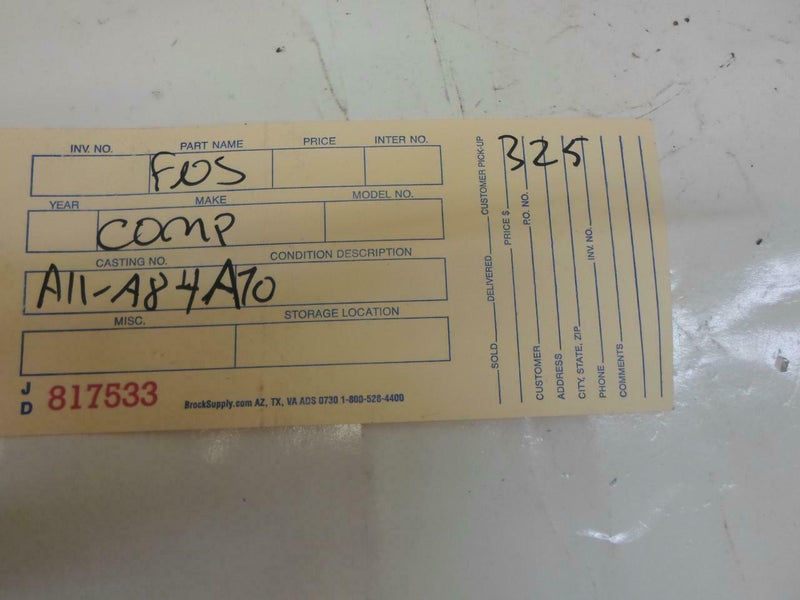 INV. NO. PART NAME PRICE INTER NO.
FUS
YEAR MAKE MODEL NO.
COMP
CASTING NO. CONDITION DESCRIPTION
A11-A84A70
MISC. STORAGE LOCATION
J D 817533
BrockSupply.com AZ, TX, VA ADS 0730 1-800-528-4400
SOLD DELIVERED CUSTOMER PICK-UP
PRICE $ P.O. NO.
325
CUSTOMER
ADDRESS
CITY, STATE, ZIP
PHONE INV. NO.
COMMENTS